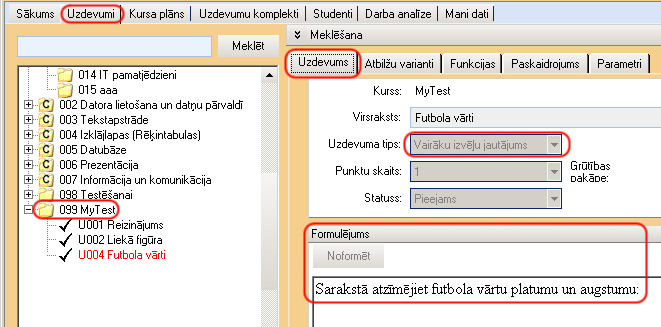 Sākums Uzdevumi Kursa plāns Uzdevumu komplekti Studenti Darba analīze Mani dati
Meklēt
014 IT pamatjēdzieni
015 aaa
002 Datora lietošana un datņu pārvaldī
003 Tekstapstrāde
004 Izklājlapas (Rēķintabulas)
005 Datubāze
006 Prezentācija
007 Informācija un komunikācija
098 Testēšanai
099 MyTest
U001 Reizinājums
U002 Liekā figūra
U004 Futbola vārti
Meklēšana
Uzdevums Atbilžu varianti Funkcijas Paskaidrojums Parametri
Kurss: MyTest
Virsraksts: Futbola vārti
Uzdevuma tips: Vairāku izvēļu jautājums
Punktu skaits: 1 Grūtības pakāpe:
Statuss: Pieejams
Formulējums
Noformēt
Sarakstā atzīmējiet futbola vārtu platumu un augstumu: